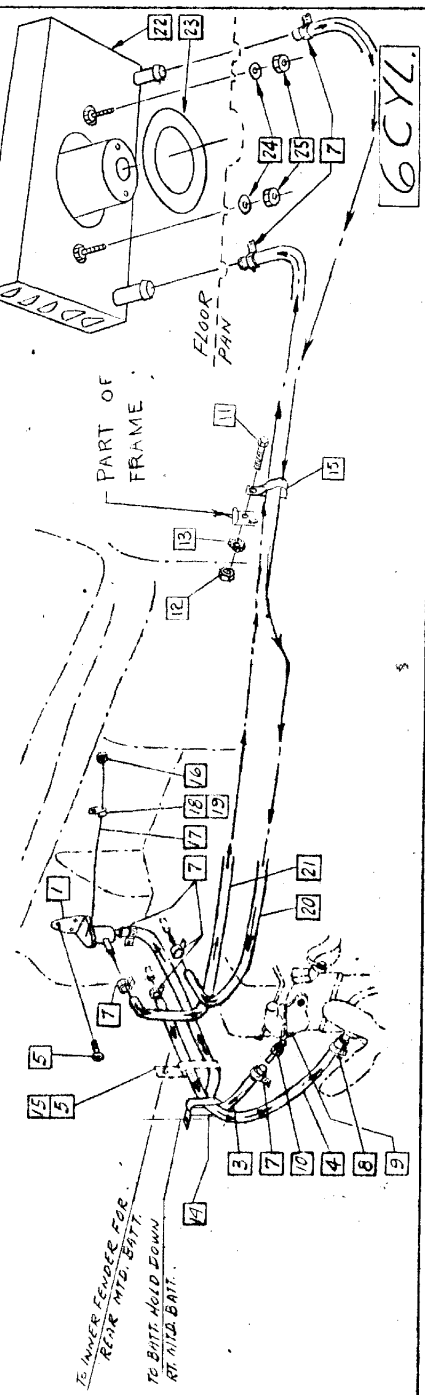 22
23
24
25
7
6 CYL.
FLOOR
PAN
PART OF
FRAME
11
15
13
12
16
18 19
17
1
7
7
21
20
5
15 5
14
3
7
10
4
8
9
TO INNER FENDER FOR
REAR MTD. BATT.
TO BATT. HOLD DOWN
RT. MTD. BATT.